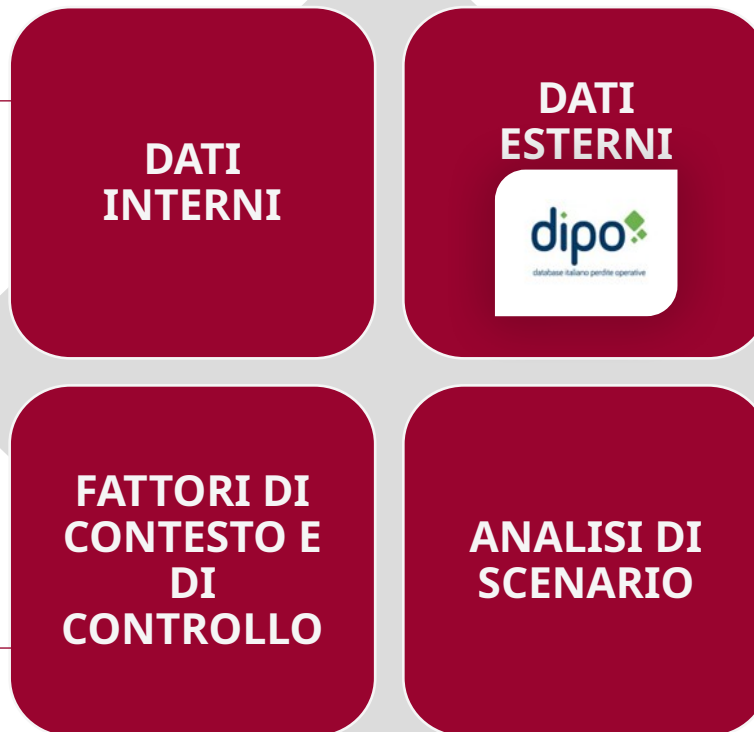 DATI
INTERNI
DATI
ESTERNI
dipo
database italiano perdite operative
FATTORI DI
CONTESTO E
DI
CONTROLLO
ANALISI DI
SCENARIO